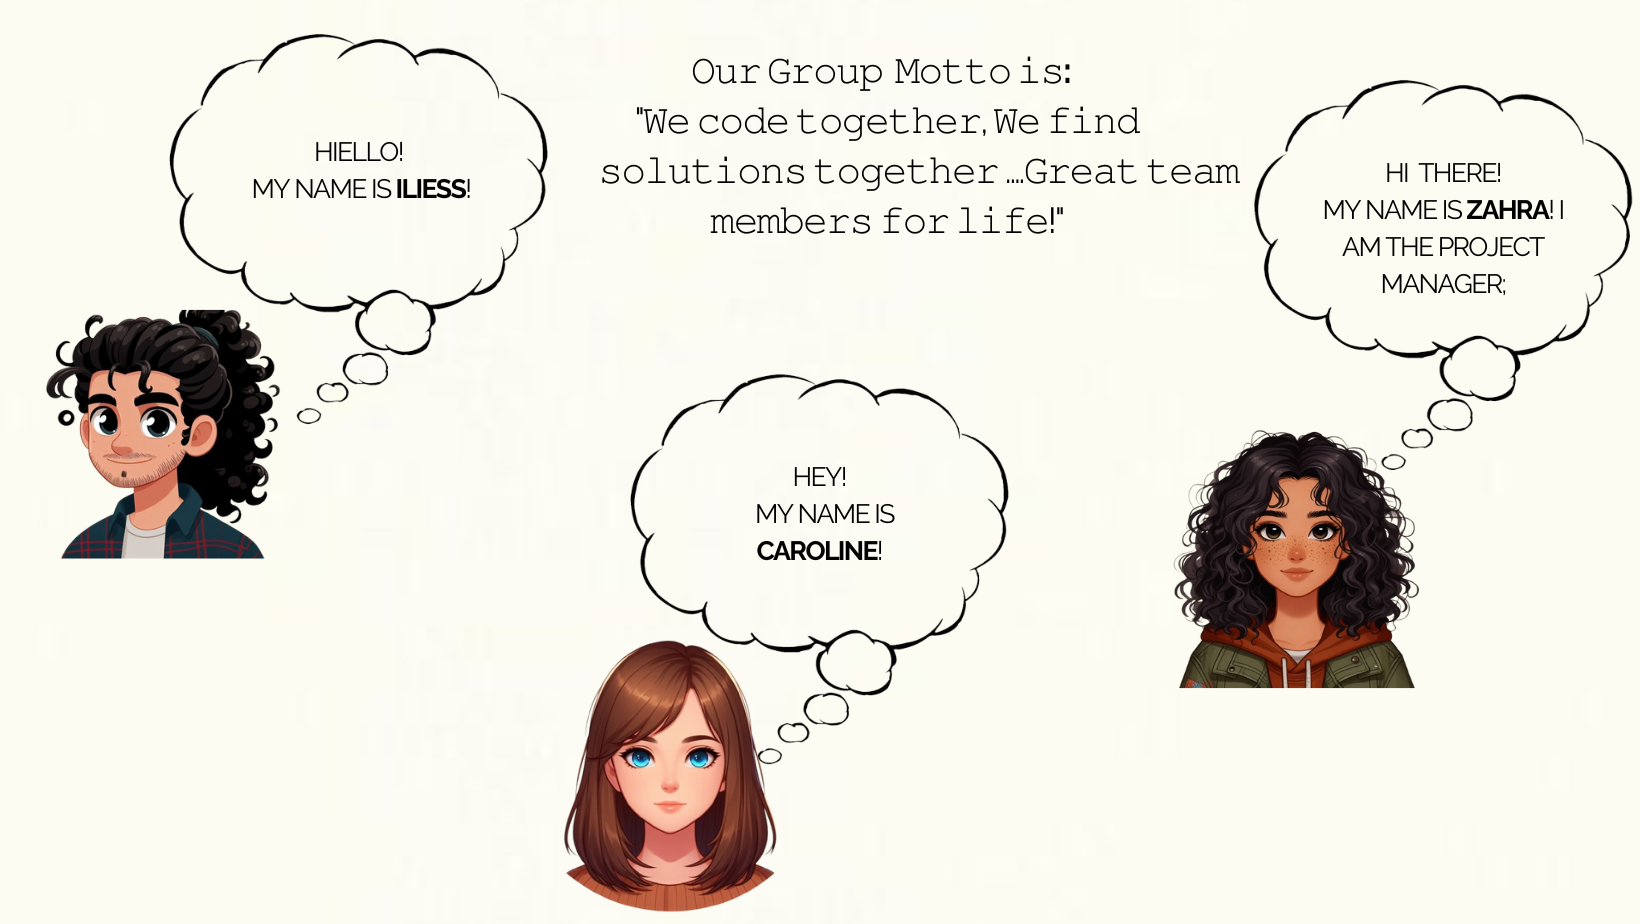 Our Group Motto is:
"We code together, We find
solutions together ....Great team
members for life!"
HIELLO!
MY NAME IS ILIESS!
HI THERE!
MY NAME IS ZAHRA! I
AM THE PROJECT
MANAGER;
HEY!
MY NAME IS
CAROLINE!